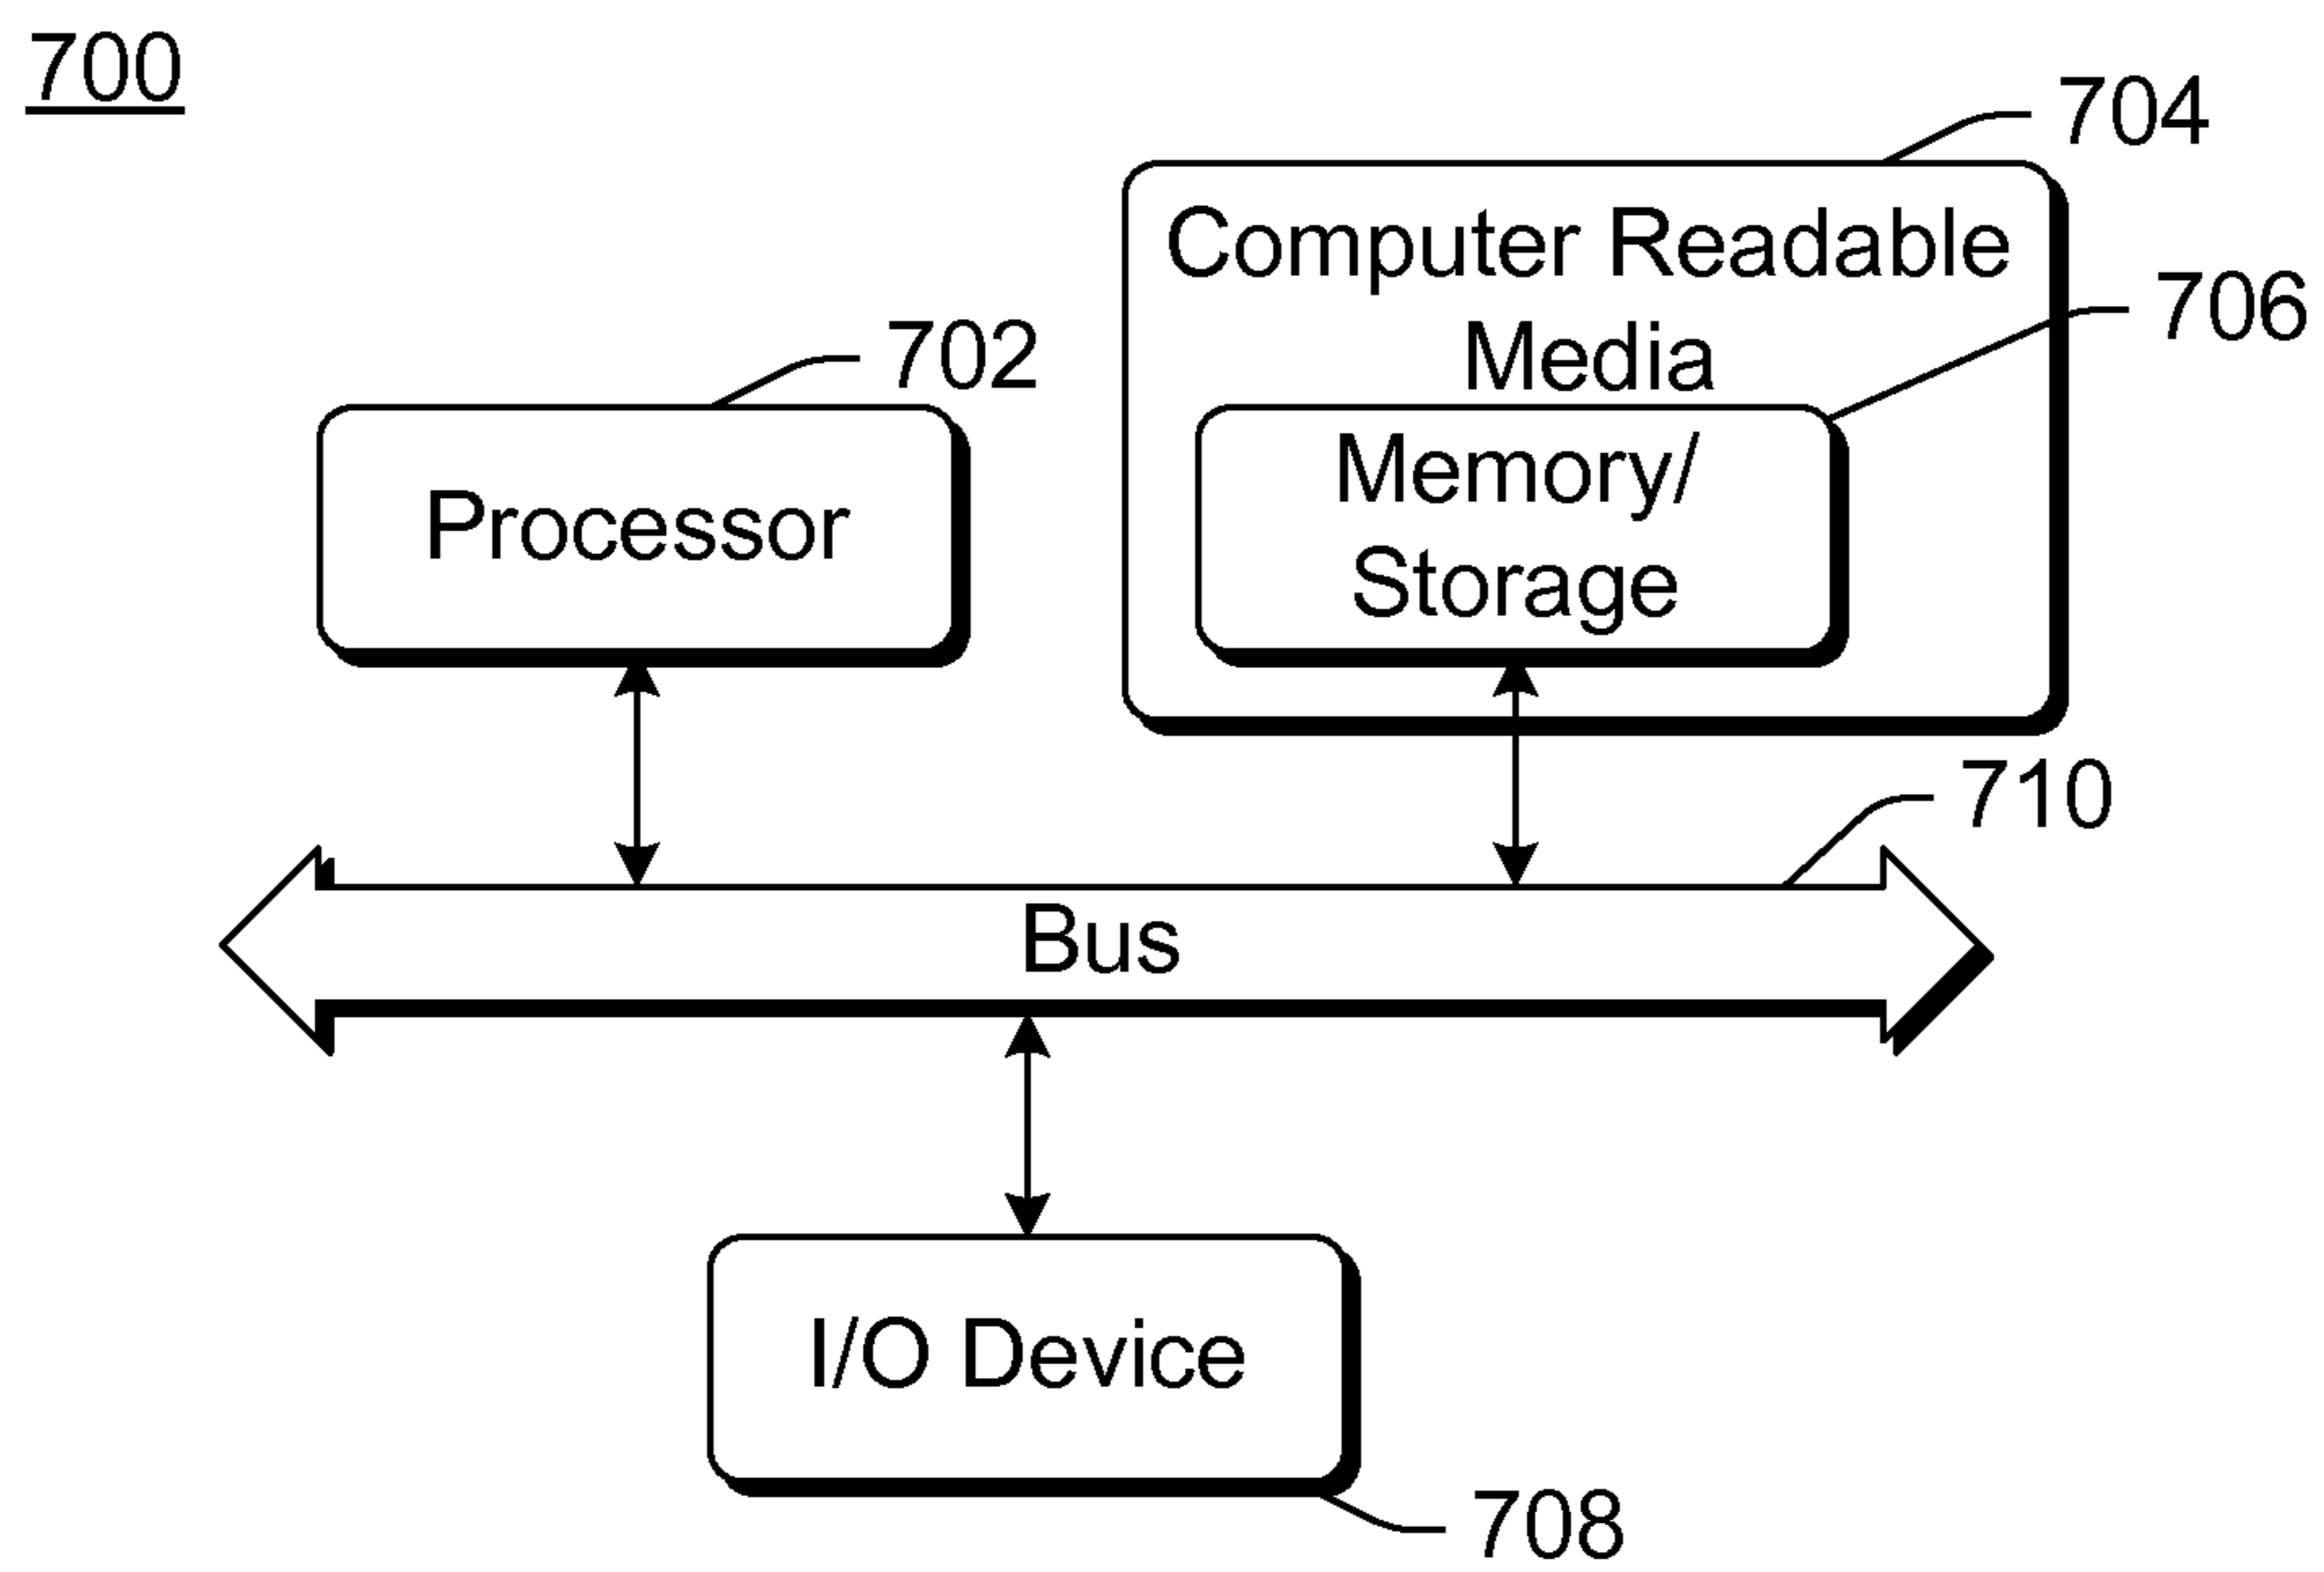 700
704
Computer Readable
Media
706
702
Memory/
Storage
Processor
710
Bus
I/O Device
708